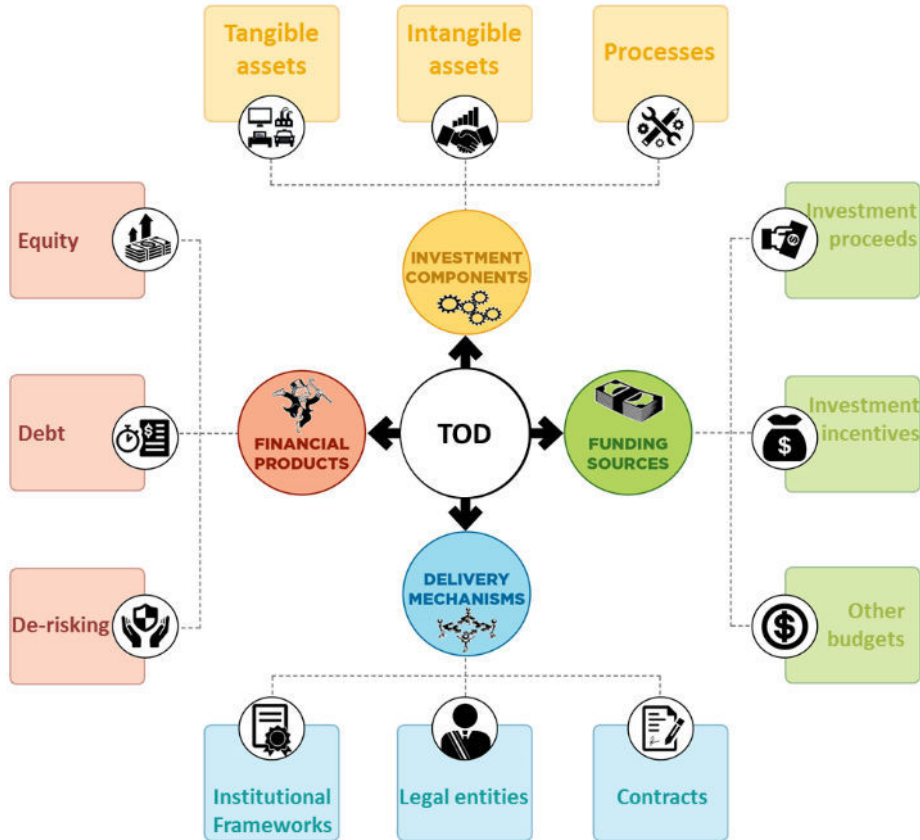 Tangible
assets
Intangible
assets
Processes
Equity
Investment
proceeds
INVESTMENT
COMPONENTS
Debt
FINANCIAL
PRODUCTS
TOD
FUNDING
SOURCES
Investment
incentives
De-risking
DELIVERY
MECHANISMS
Other
budgets
Institutional
Frameworks
Legal entities
Contracts